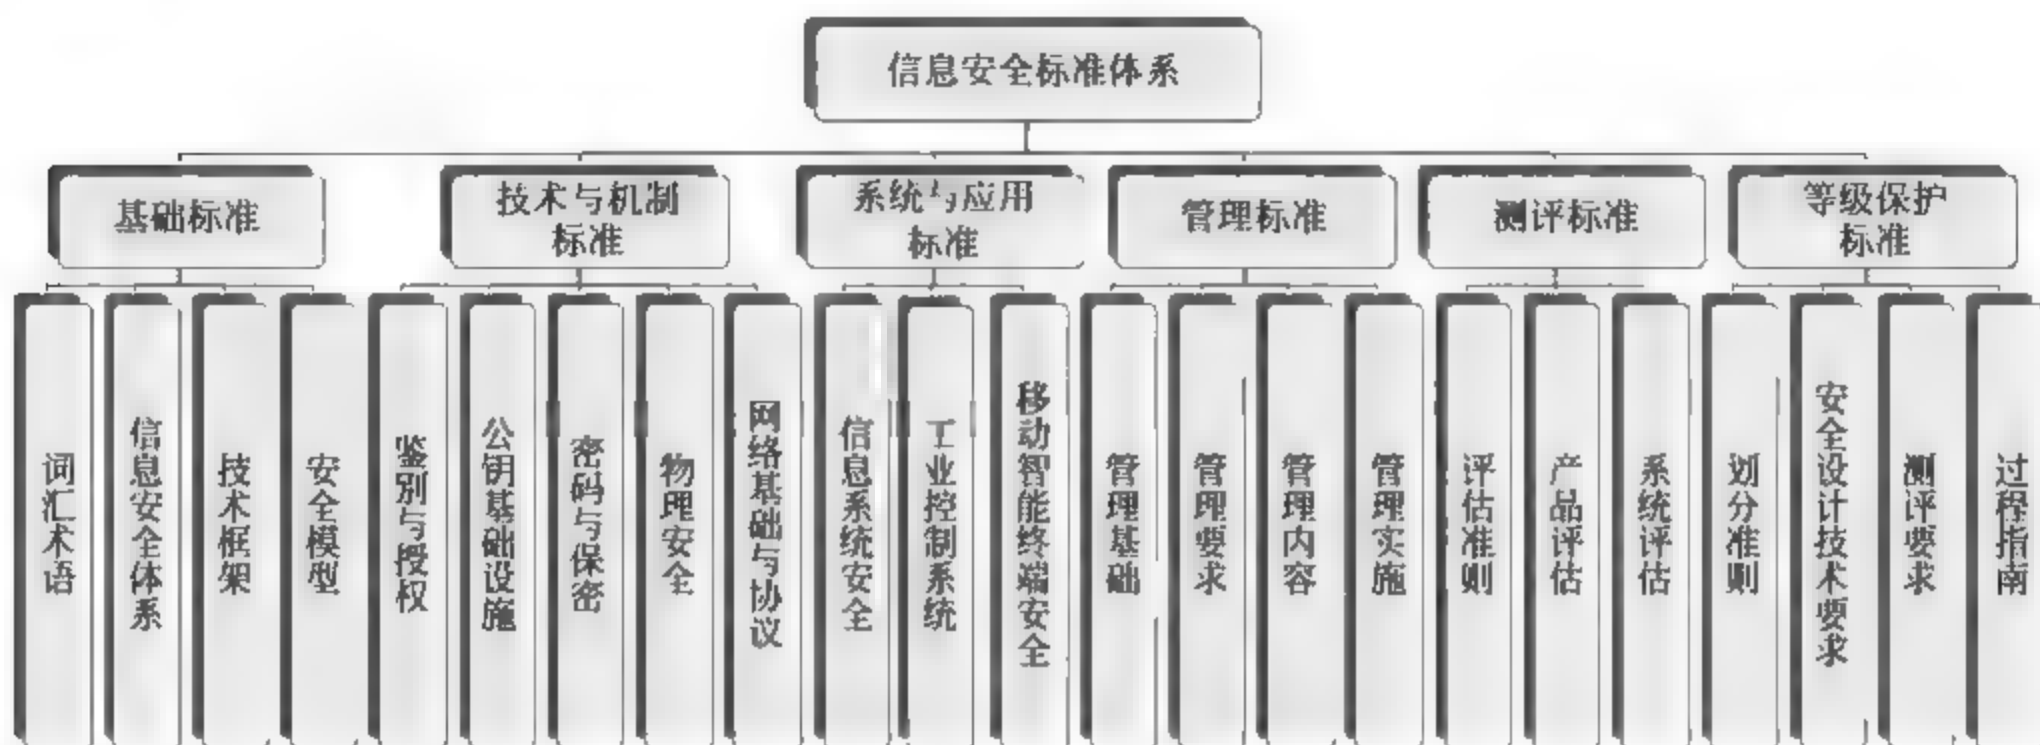 信息安全标准体系
基础标准
技术与机制
标准
系统与应用
标准
管理标准
测评标准
等级保护
标准
词汇术语
信息安全体系
技术框架
安全模型
鉴别与授权
公钥基础设施
密码与保密
物理安全
网络基础与协议
信息系统安全
工业控制系统
移动智能终端安全
管理基础
管理要求
管理内容
管理实施
评估准则
产品评估
系统评估
划分准则
安全设计技术要求
测评要求
过程指南